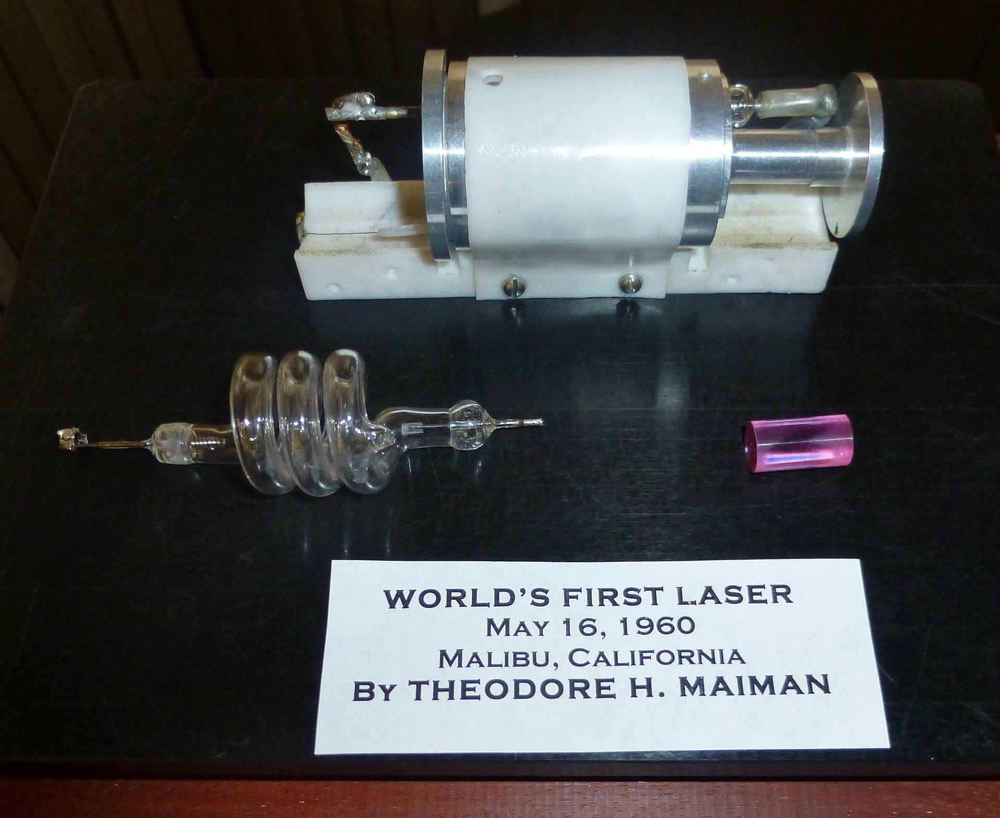 WORLD'S FIRST LASER
MAY 16, 1960
MALIBU, CALIFORNIA
BY THEODORE H. MAIMAN